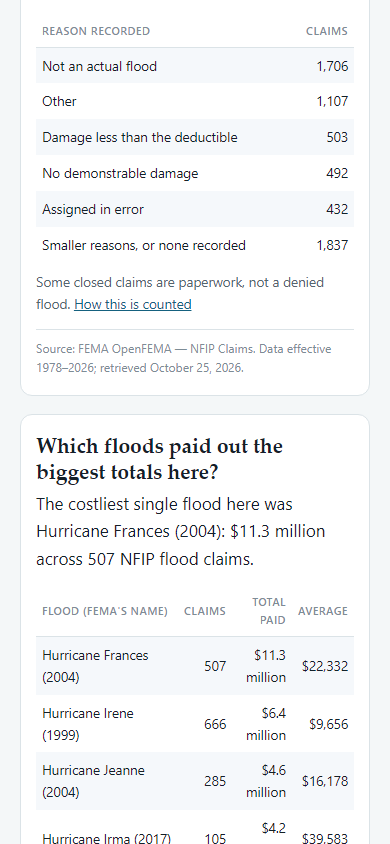 REASON RECORDED CLAIMS
Not an actual flood 1,706
Other 1,107
Damage less than the deductible 503
No demonstrable damage 492
Assigned in error 432
Smaller reasons, or none recorded 1,837
Some closed claims are paperwork, not a denied
flood. How this is counted
Source: FEMA OpenFEMA — NFIP Claims. Data effective
1978–2026; retrieved October 25, 2026.
Which floods paid out the
biggest totals here?
The costliest single flood here was
Hurricane Frances (2004): $11.3 million
across 507 NFIP flood claims.
FLOOD (FEMA'S NAME) CLAIMS TOTAL PAID AVERAGE
Hurricane Frances (2004) 507 $11.3 million $22,332
Hurricane Irene (1999) 666 $6.4 million $9,656
Hurricane Jeanne (2004) 285 $4.6 million $16,178
Hurricane Irma (2017) 105 $4.2 $39,583